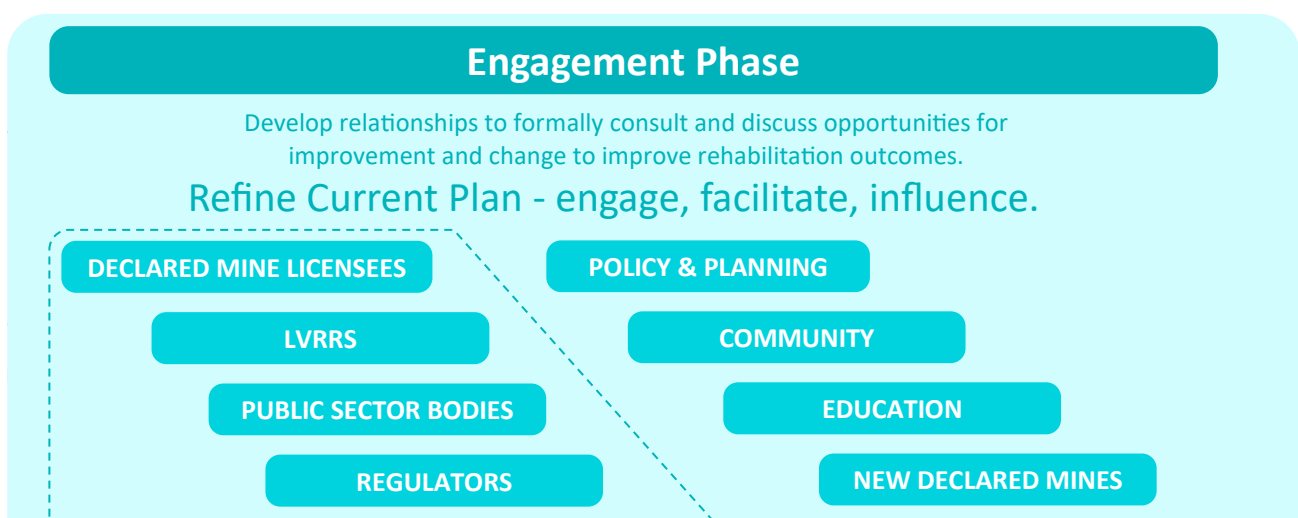 Engagement Phase
Develop relationships to formally consult and discuss opportunities for
improvement and change to improve rehabilitation outcomes.
Refine Current Plan - engage, facilitate, influence.
DECLARED MINE LICENSEES
LVRRS
PUBLIC SECTOR BODIES
REGULATORS
POLICY & PLANNING
COMMUNITY
EDUCATION
NEW DECLARED MINES